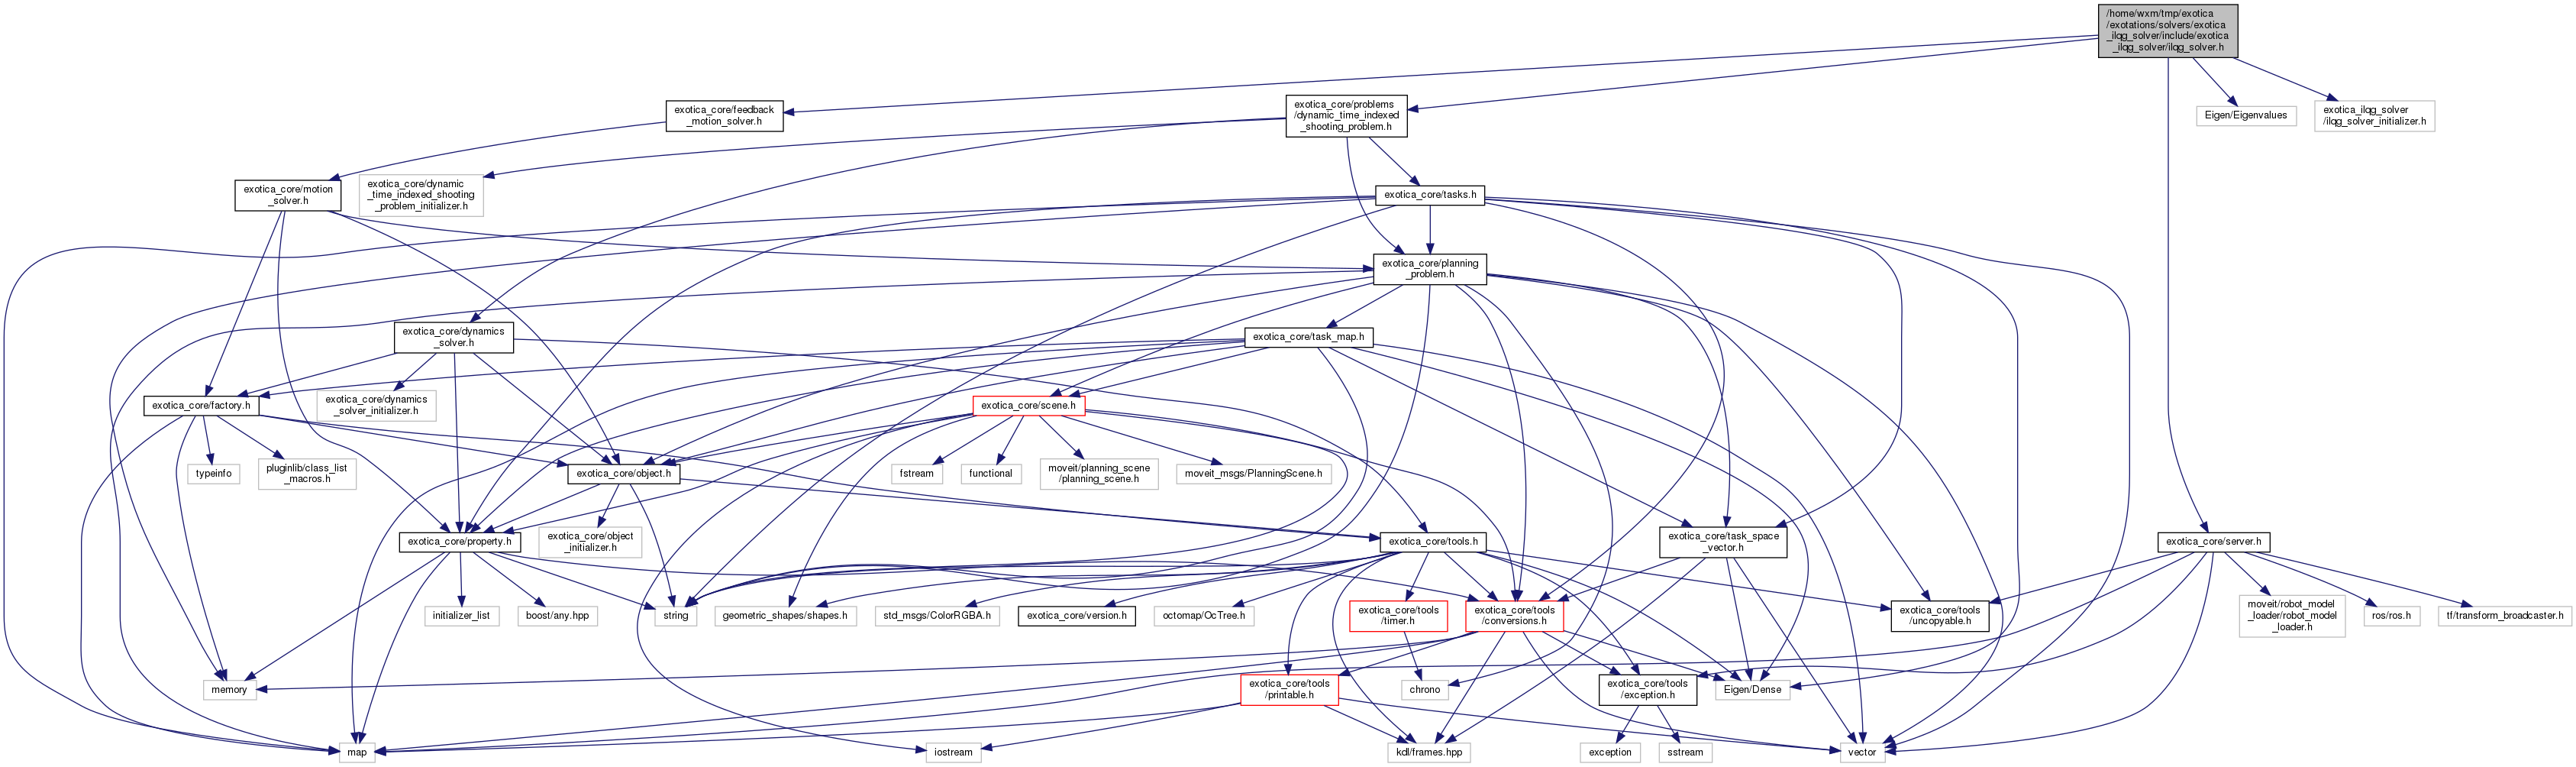 /home/wxm/tmp/exotica
/exotations/solvers/exotica
_ilqg_solver/include/exotica
_ilqg_solver/ilqg_solver.h
exotica_core/feedback
_motion_solver.h
exotica_core/problems
/dynamic_time_indexed
_shooting_problem.h
Eigen/Eigenvalues
exotica_ilqg_solver
/ilqg_solver_initializer.h
exotica_core/motion
_solver.h
exotica_core/dynamic
_time_indexed_shooting
_problem_initializer.h
exotica_core/tasks.h
exotica_core/planning
_problem.h
exotica_core/dynamics
_solver.h
exotica_core/task_map.h
exotica_core/factory.h
exotica_core/dynamics
_solver_initializer.h
exotica_core/scene.h
typeinfo
pluginlib/class_list
_macros.h
exotica_core/object.h
fstream
functional
moveit/planning_scene
/planning_scene.h
moveit_msgs/PlanningScene.h
exotica_core/property.h
exotica_core/object
_initializer.h
exotica_core/tools.h
exotica_core/task_space
_vector.h
exotica_core/server.h
initializer_list
boost/any.hpp
string
geometric_shapes/shapes.h
std_msgs/ColorRGBA.h
exotica_core/version.h
octomap/OcTree.h
exotica_core/tools
/timer.h
exotica_core/tools
/conversions.h
exotica_core/tools
/uncopyable.h
moveit/robot_model
_loader/robot_model
_loader.h
ros/ros.h
tf/transform_broadcaster.h
memory
exotica_core/tools
/printable.h
chrono
exotica_core/tools
/exception.h
Eigen/Dense
map
iostream
kdl/frames.hpp
exception
sstream
vector